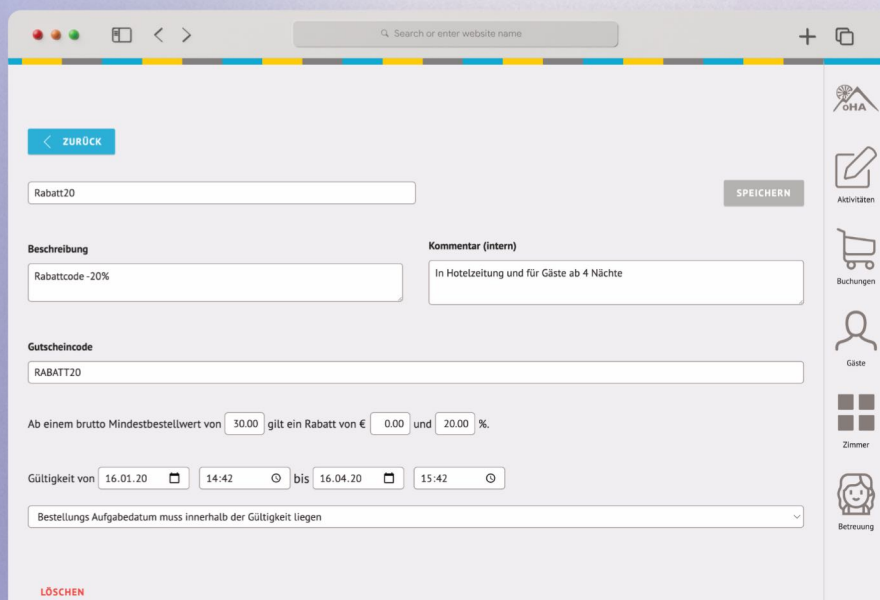 Search or enter website name
ZURÜCK
öHA
Rabatt20
SPEICHERN
Aktivitäten
Beschreibung
Kommentar (intern)
Rabattcode -20%
In Hotelzeitung und für Gäste ab 4 Nächte
Buchungen
Gutscheincode
RABATT20
Gäste
Ab einem brutto Mindestbestellwert von 30.00 gilt ein Rabatt von € 0.00 und 20.00 %.
Zimmer
Gültigkeit von 16.01.20 14:42 bis 16.04.20 15:42
Bestellungs Aufgabedatum muss innerhalb der Gültigkeit liegen
Betreuung
LÖSCHEN